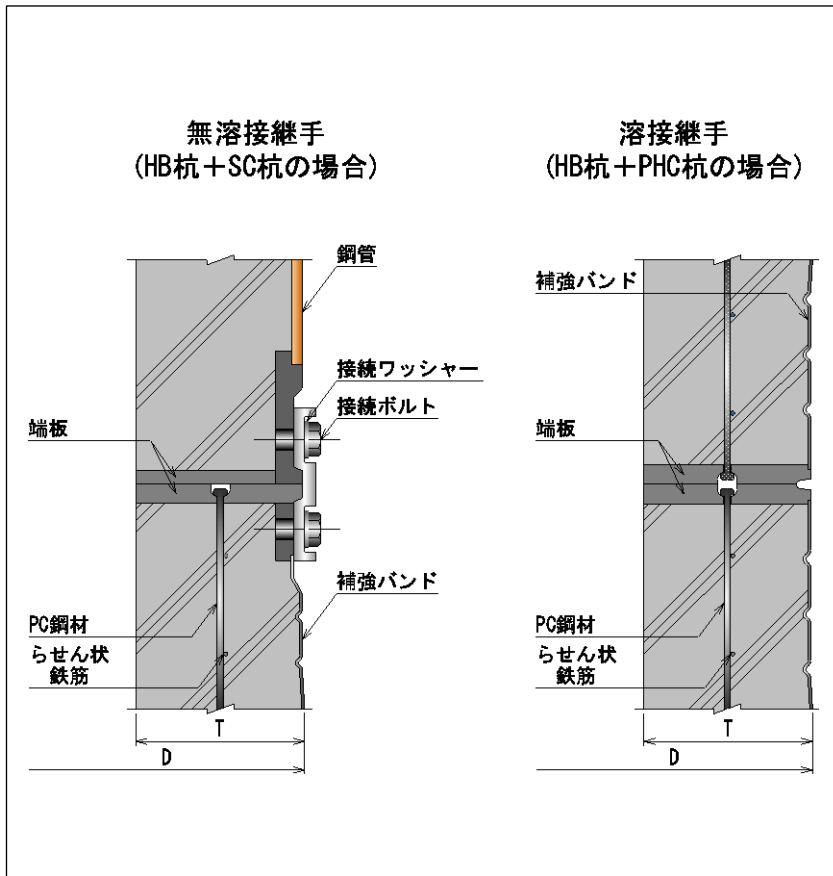 無溶接継手
(HB杭+SC杭の場合)
鋼管
接続ワッシャー
接続ボルト
端板
補強バンド
PC鋼材
らせん状
鉄筋
T
D
溶接継手
(HB杭+PHC杭の場合)
補強バンド
端板
PC鋼材
らせん状
鉄筋
T
D